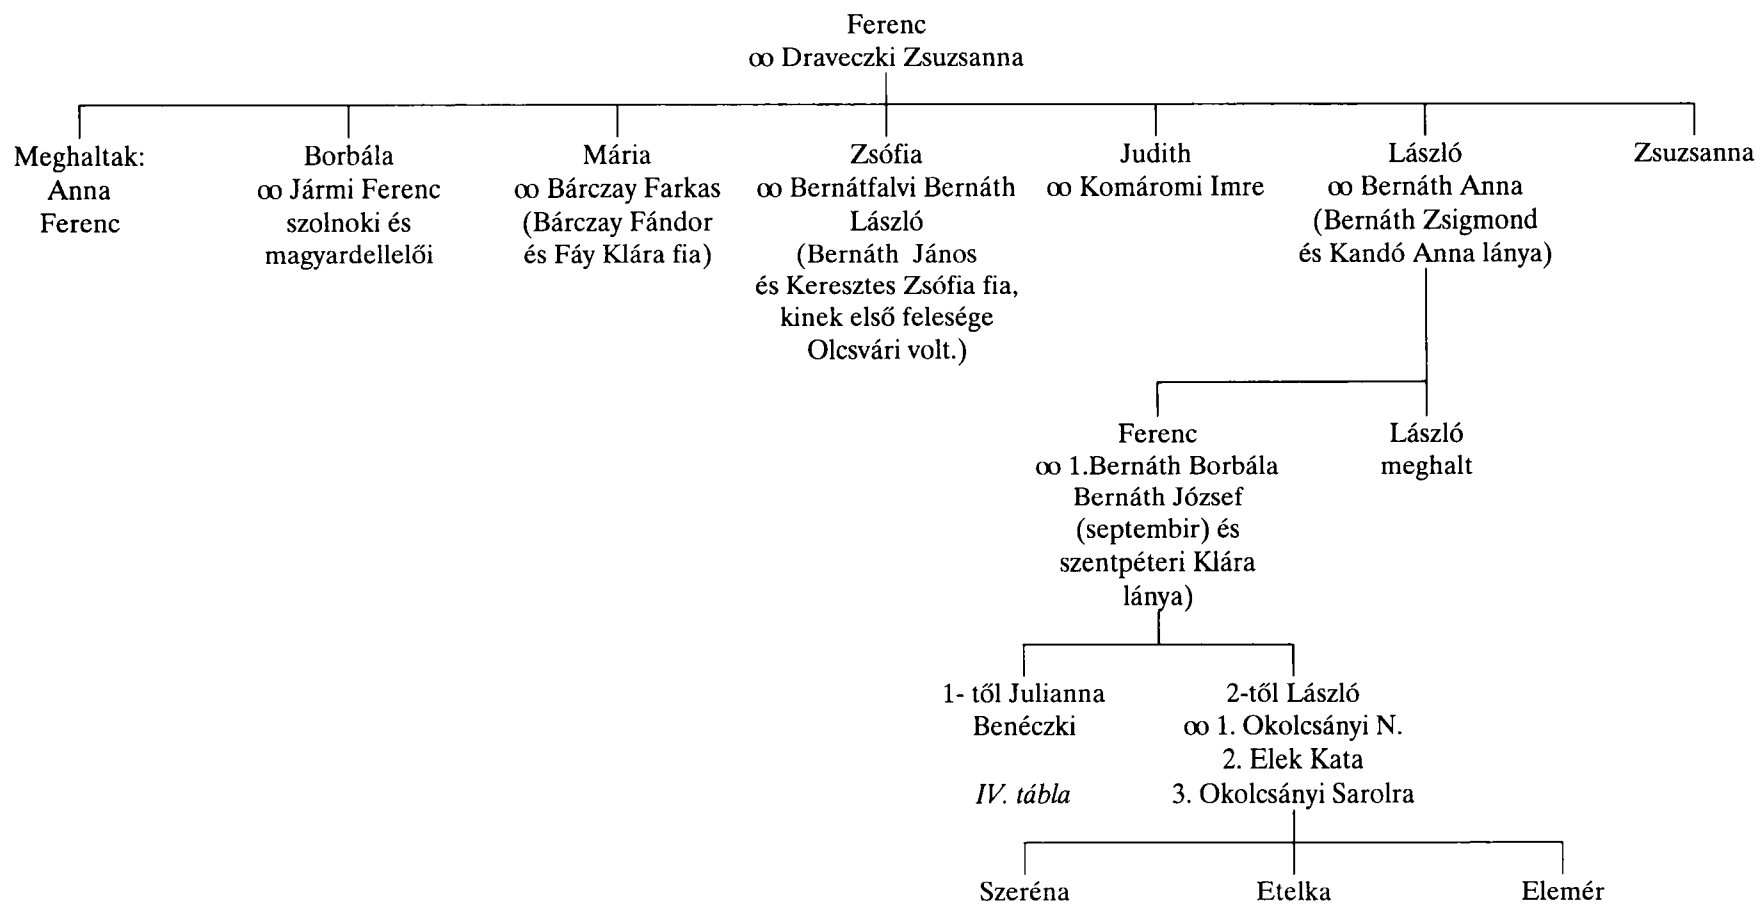 Ferenc
∞ Draveczki Zsuzsanna
Meghaltak:
Anna
Ferenc
Borbála
∞ Jármi Ferenc
szolnoki és
magyardellelői
Mária
∞ Bárczay Farkas
(Bárczay Fándor
és Fáy Klára fia)
Zsófia
∞ Bernátfalvi Bernáth
László
(Bernáth János
és Keresztes Zsófia fia,
kinek első felesége
Olcsvári volt.)
Judith
∞ Komáromi Imre
László
∞ Bernáth Anna
(Bernáth Zsigmond
és Kandó Anna lánya)
Zsuzsanna
Ferenc
∞ 1.Bernáth Borbála
Bernáth József
(septembir) és
szentpéteri Klára
lánya)
László
meghalt
1- től Julianna
Benéczki
IV. tábla
2-től László
∞ 1. Okolcsányi N.
2. Elek Kata
3. Okolcsányi Sarolra
Szeréna
Etelka
Elemér